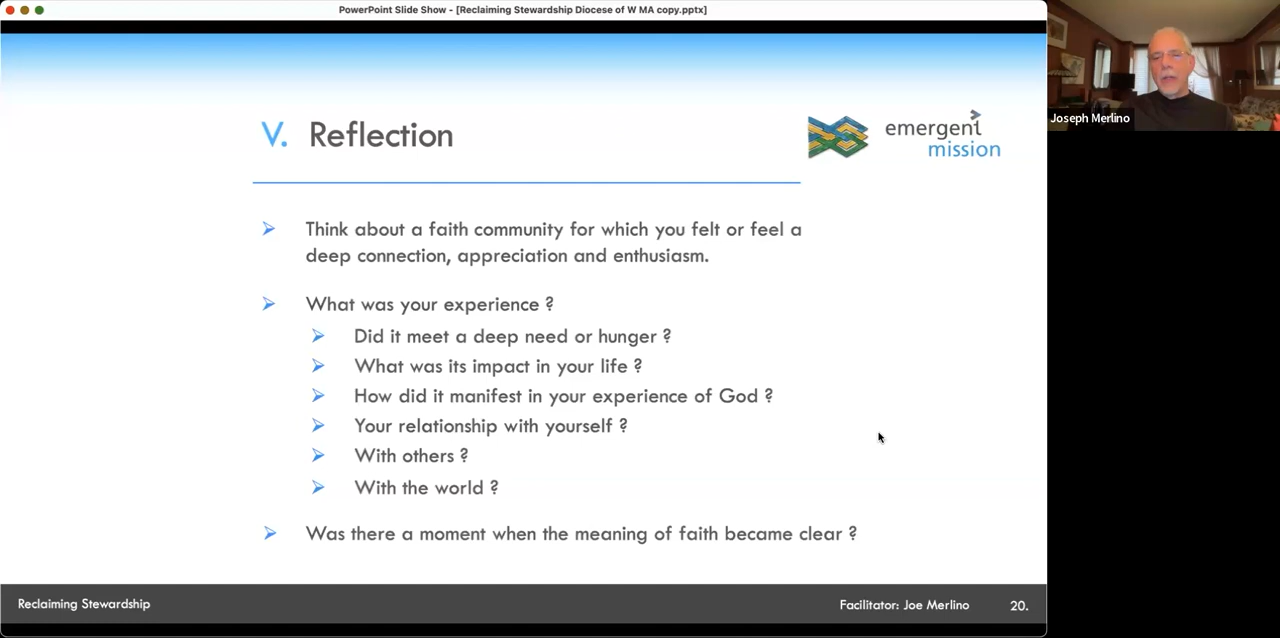 PowerPoint Slide Show - [Reclaiming Stewardship Diocese of W MA copy.pptx]
Joseph Merlino
V. Reflection
emergent
mission
Think about a faith community for which you felt or feel a
deep connection, appreciation and enthusiasm.
What was your experience ?
Did it meet a deep need or hunger ?
What was its impact in your life ?
How did it manifest in your experience of God ?
Your relationship with yourself ?
With others ?
With the world ?
Was there a moment when the meaning of faith became clear ?
Reclaiming Stewardship
Facilitator: Joe Merlino
20.